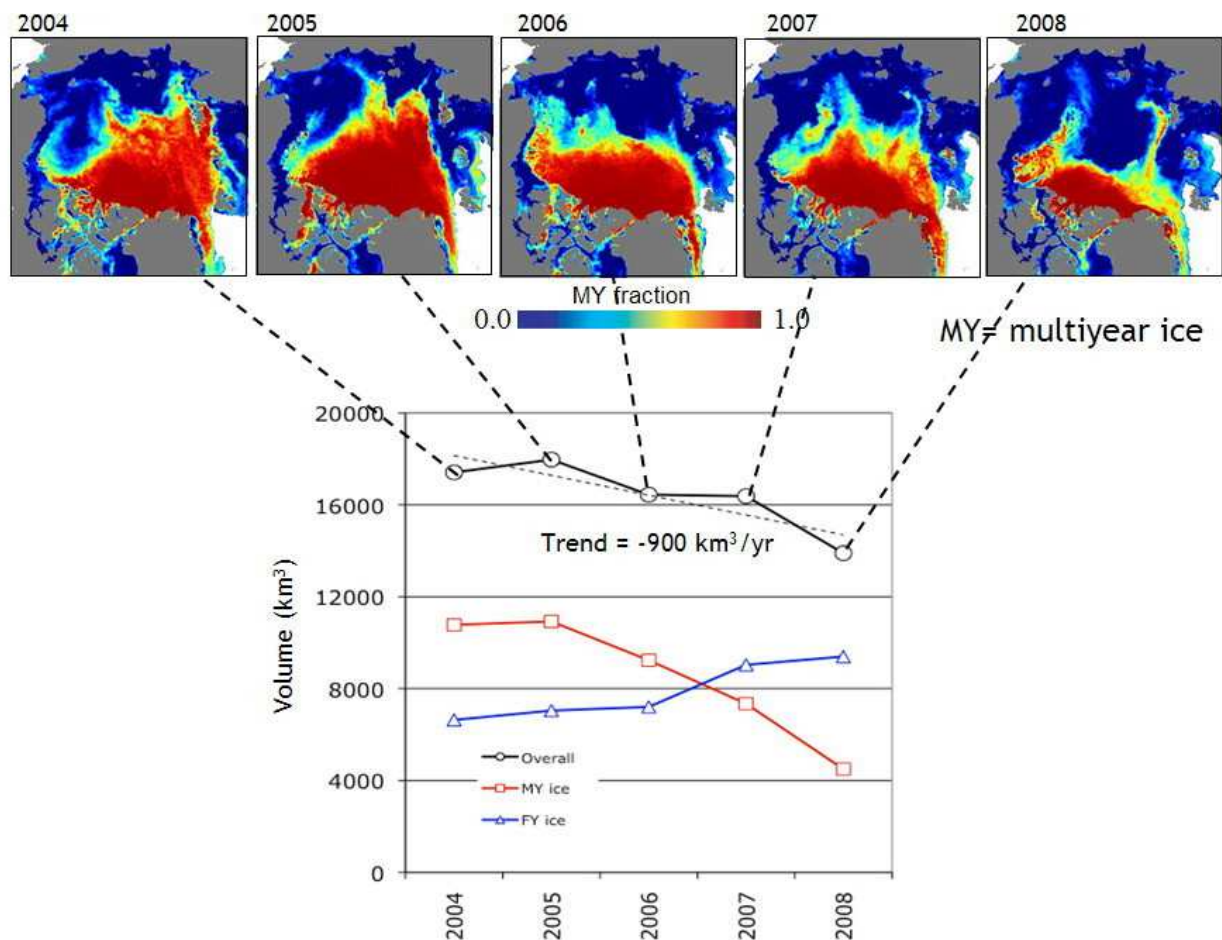 2004 2005 2006 2007 2008
MY fraction
0.0 1.0
MY= multiyear ice
20000
16000
Trend = -900 km³/yr
12000
Volume (km³)
8000
Overall
4000
MY ice
FY ice
0
2004 2005 2006 2007 2008